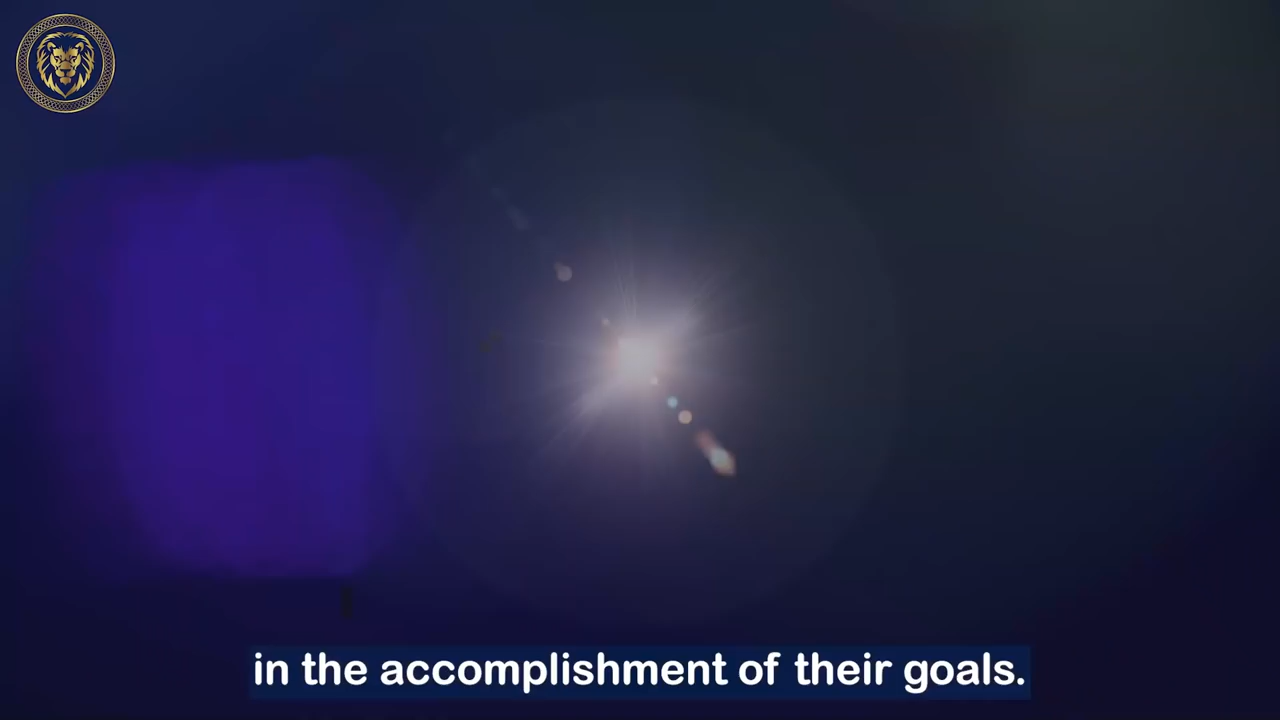 in the accomplishment of their goals.